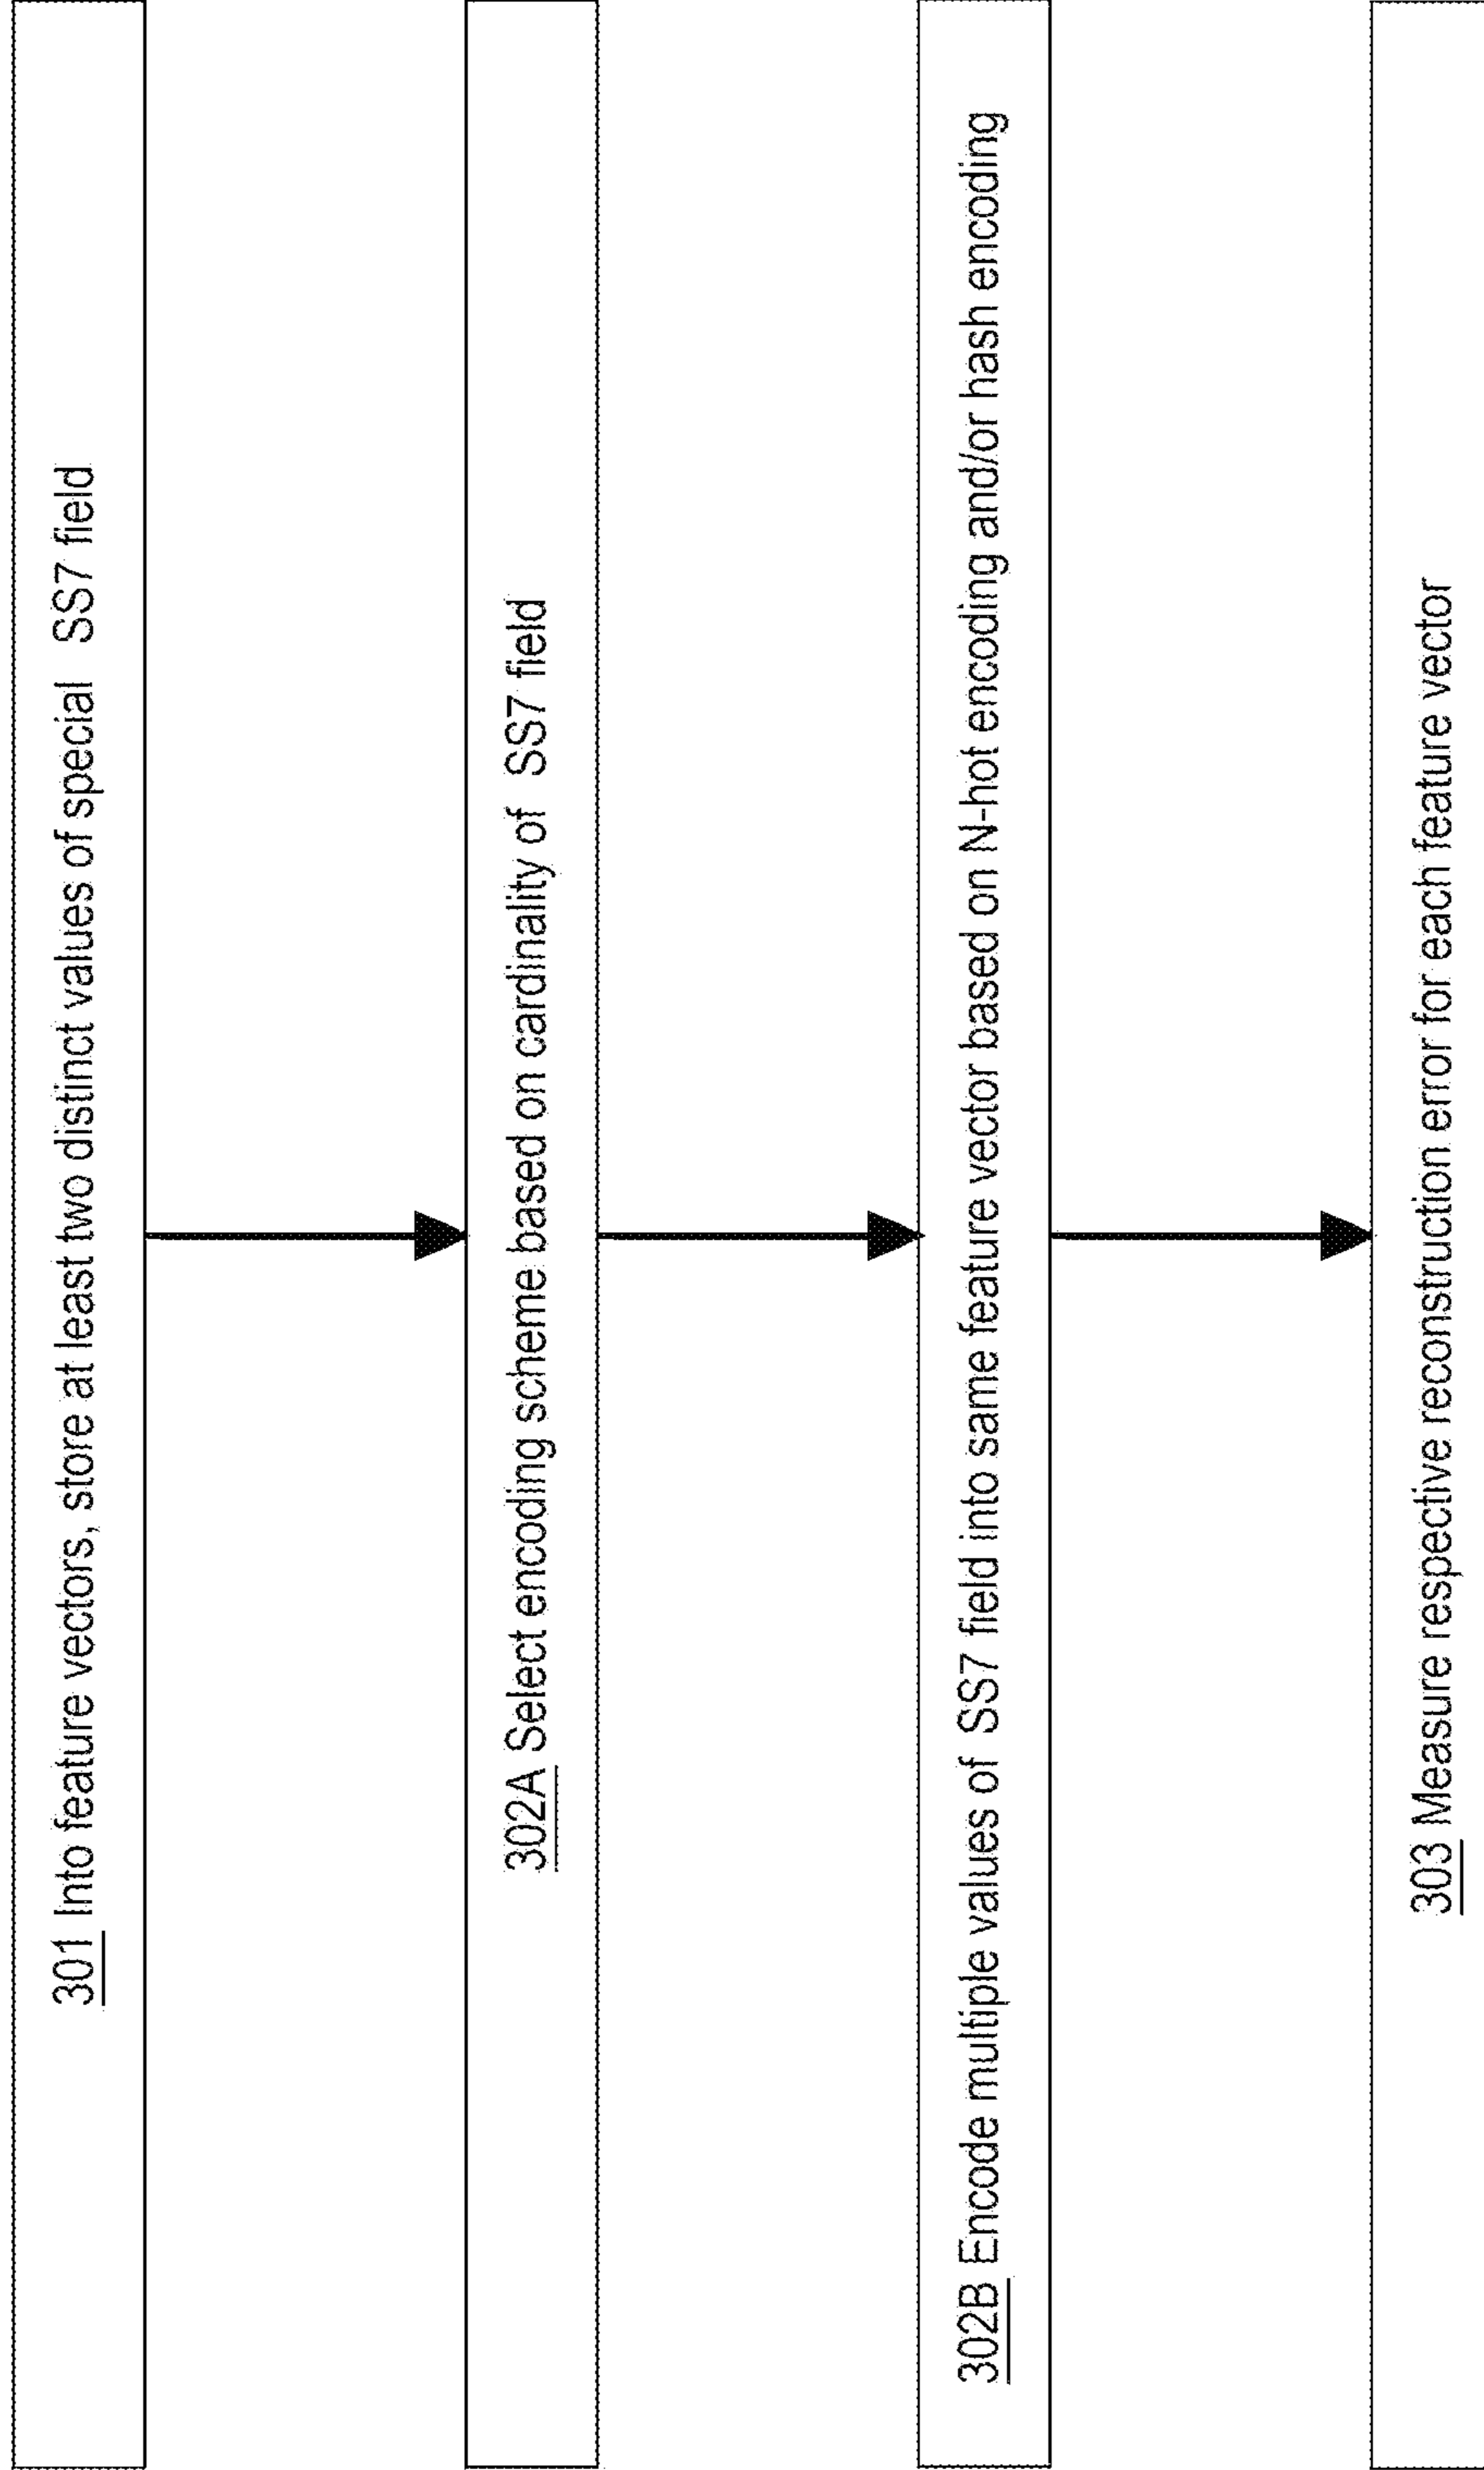 301 Into feature vectors, store at least two distinct values of special SS7 field
302A Select encoding scheme based on cardinality of SS7 field
302B Encode multiple values of SS7 field into same feature vector based on N-hot encoding and/or hash encoding
303 Measure respective reconstruction error for each feature vector